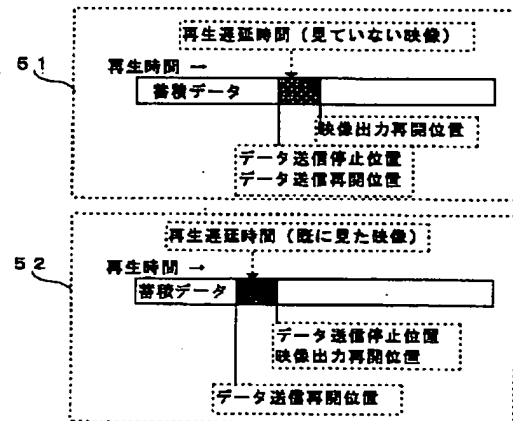 51
再生遅延時間（見ていない映像）
再生時間 →
蓄積データ
映像出力再開位置
データ送信停止位置
データ送信再開位置
52
再生遅延時間（既に見た映像）
再生時間 →
蓄積データ
データ送信停止位置
映像出力再開位置
データ送信再開位置